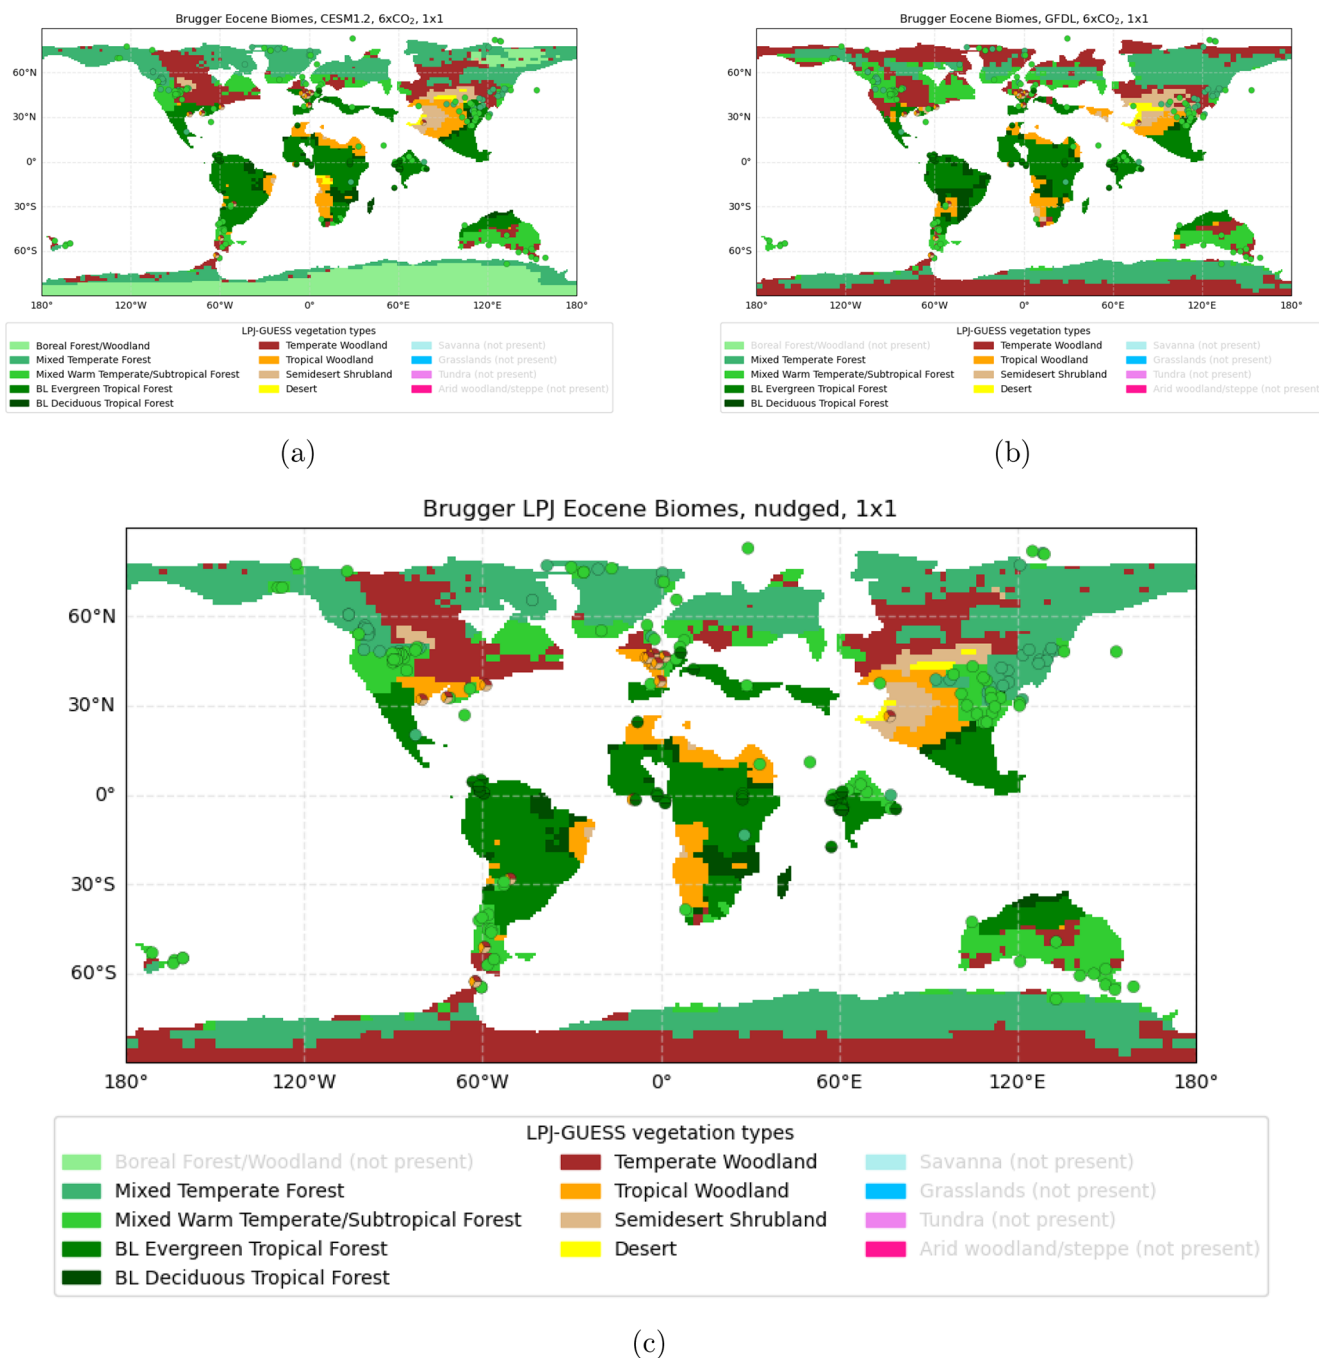 Brugger Eocene Biomes, CESM1.2, 6xCO₂, 1x1
60°N
30°N
0°
30°S
60°S
180° 120°W 60°W 0° 60°E 120°E 180°
LPJ-GUESS vegetation types
Boreal Forest/Woodland
Mixed Temperate Forest
Mixed Warm Temperate/Subtropical Forest
BL Evergreen Tropical Forest
BL Deciduous Tropical Forest
Temperate Woodland
Tropical Woodland
Semidesert Shrubland
Desert
Savanna (not present)
Grasslands (not present)
Tundra (not present)
Arid woodland/steppe (not present)
(a)
Brugger Eocene Biomes, GFDL, 6xCO₂, 1x1
60°N
30°N
0°
30°S
60°S
180° 120°W 60°W 0° 60°E 120°E 180°
LPJ-GUESS vegetation types
Boreal Forest/Woodland (not present)
Mixed Temperate Forest
Mixed Warm Temperate/Subtropical Forest
BL Evergreen Tropical Forest
BL Deciduous Tropical Forest
Temperate Woodland
Tropical Woodland
Semidesert Shrubland
Desert
Savanna (not present)
Grasslands (not present)
Tundra (not present)
Arid woodland/steppe (not present)
(b)
Brugger LPJ Eocene Biomes, nudged, 1x1
60°N
30°N
0°
30°S
60°S
180° 120°W 60°W 0° 60°E 120°E 180°
LPJ-GUESS vegetation types
Boreal Forest/Woodland (not present)
Mixed Temperate Forest
Mixed Warm Temperate/Subtropical Forest
BL Evergreen Tropical Forest
BL Deciduous Tropical Forest
Temperate Woodland
Tropical Woodland
Semidesert Shrubland
Desert
Savanna (not present)
Grasslands (not present)
Tundra (not present)
Arid woodland/steppe (not present)
(c)